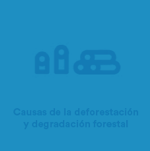 Causas de la deforestación
y degradación forestal